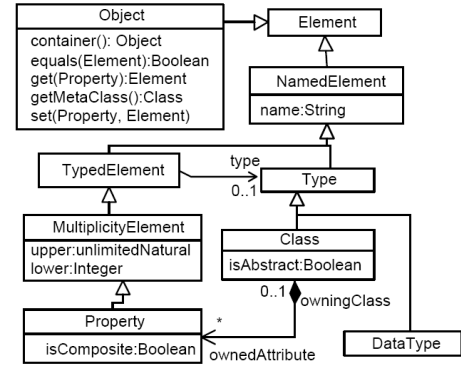 Object
Element
container(): Object
equals(Element):Boolean
get(Property):Element
getMetaClass():Class
set(Property, Element)
NamedElement
name:String
TypedElement
type
0..1
Type
MultiplicityElement
upper:unlimitedNatural
lower:Integer
Class
isAbstract:Boolean
0..1
owningClass
Property
*
isComposite:Boolean
ownedAttribute
DataType